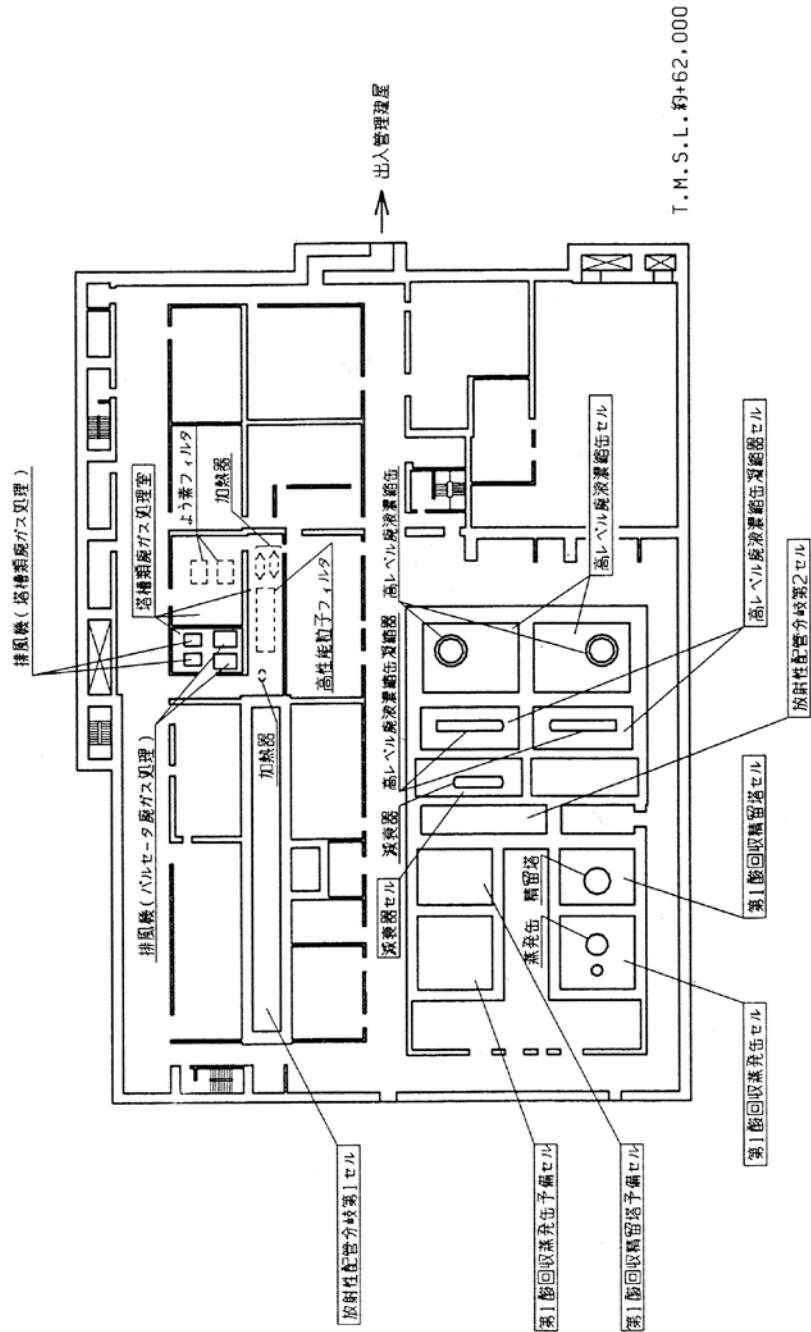 排風機(塔槽類廃ガス処理)
塔槽類廃ガス処理室
よう素フィルタ
加熱器
排風機(パルセータ廃ガス処理)
加熱器
高性能粒子フィルタ
出入管理建屋
T.M.S.L.約+62,000
放射性配管分岐第1セル
減衰器セル
減衰器
高レベル廃液濃縮缶凝縮器
高レベル廃液濃縮缶
高レベル廃液濃縮缶セル
高レベル廃液濃縮缶凝縮器セル
放射性配管分岐第2セル
蒸発缶
精留塔
第1酸回収精留塔セル
第1酸回収蒸発缶セル
第1酸回収蒸発缶予備セル
第1酸回収精留塔予備セル